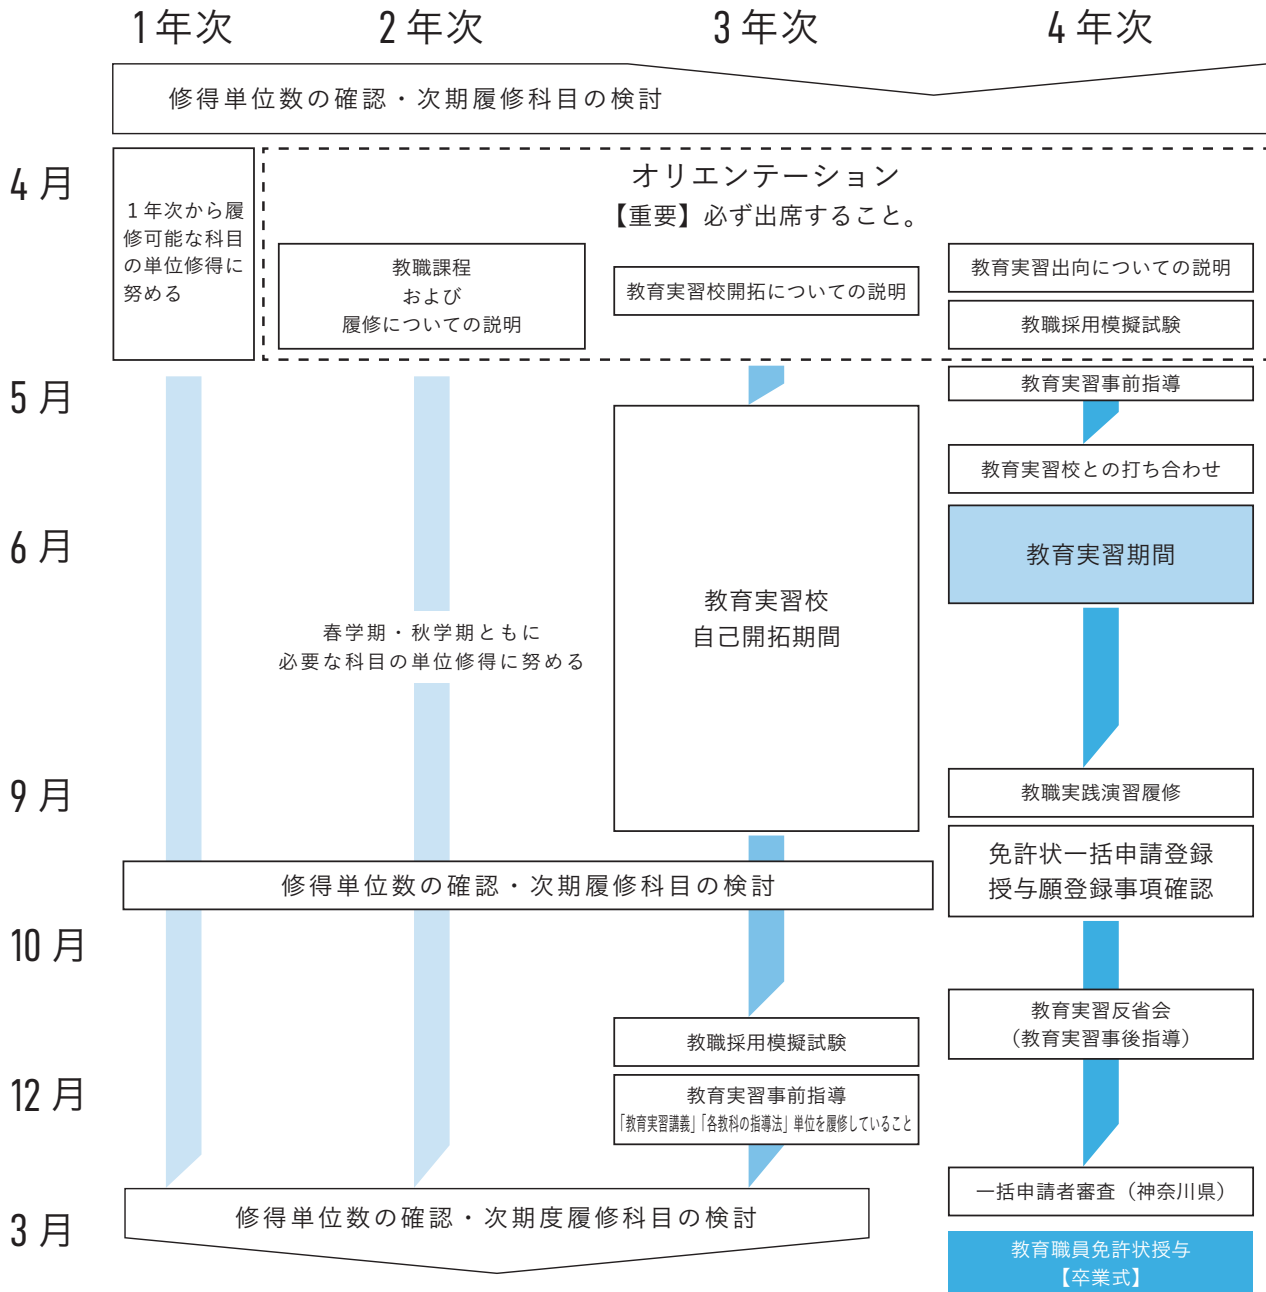 1年次
2年次
3年次
4年次
修得単位数の確認・次期履修科目の検討
4月
1年次から履
修可能な科目
の単位修得に
努める
オリエンテーション
【重要】必ず出席すること。
教職課程
および
履修についての説明
教育実習校開拓についての説明
教育実習出向についての説明
教職採用模擬試験
5月
教育実習事前指導
教育実習校との打ち合わせ
6月
教育実習期間
教育実習校
自己開拓期間
春学期・秋学期ともに
必要な科目の単位修得に努める
9月
教職実践演習履修
免許状一括申請登録
授与願登録事項確認
修得単位数の確認・次期履修科目の検討
10月
教育実習反省会
（教育実習事後指導）
教職採用模擬試験
12月
教育実習事前指導
「教育実習講義」「各教科の指導法」単位を履修していること
一括申請者審査（神奈川県）
3月
修得単位数の確認・次期度履修科目の検討
教育職員免許状授与
【卒業式】